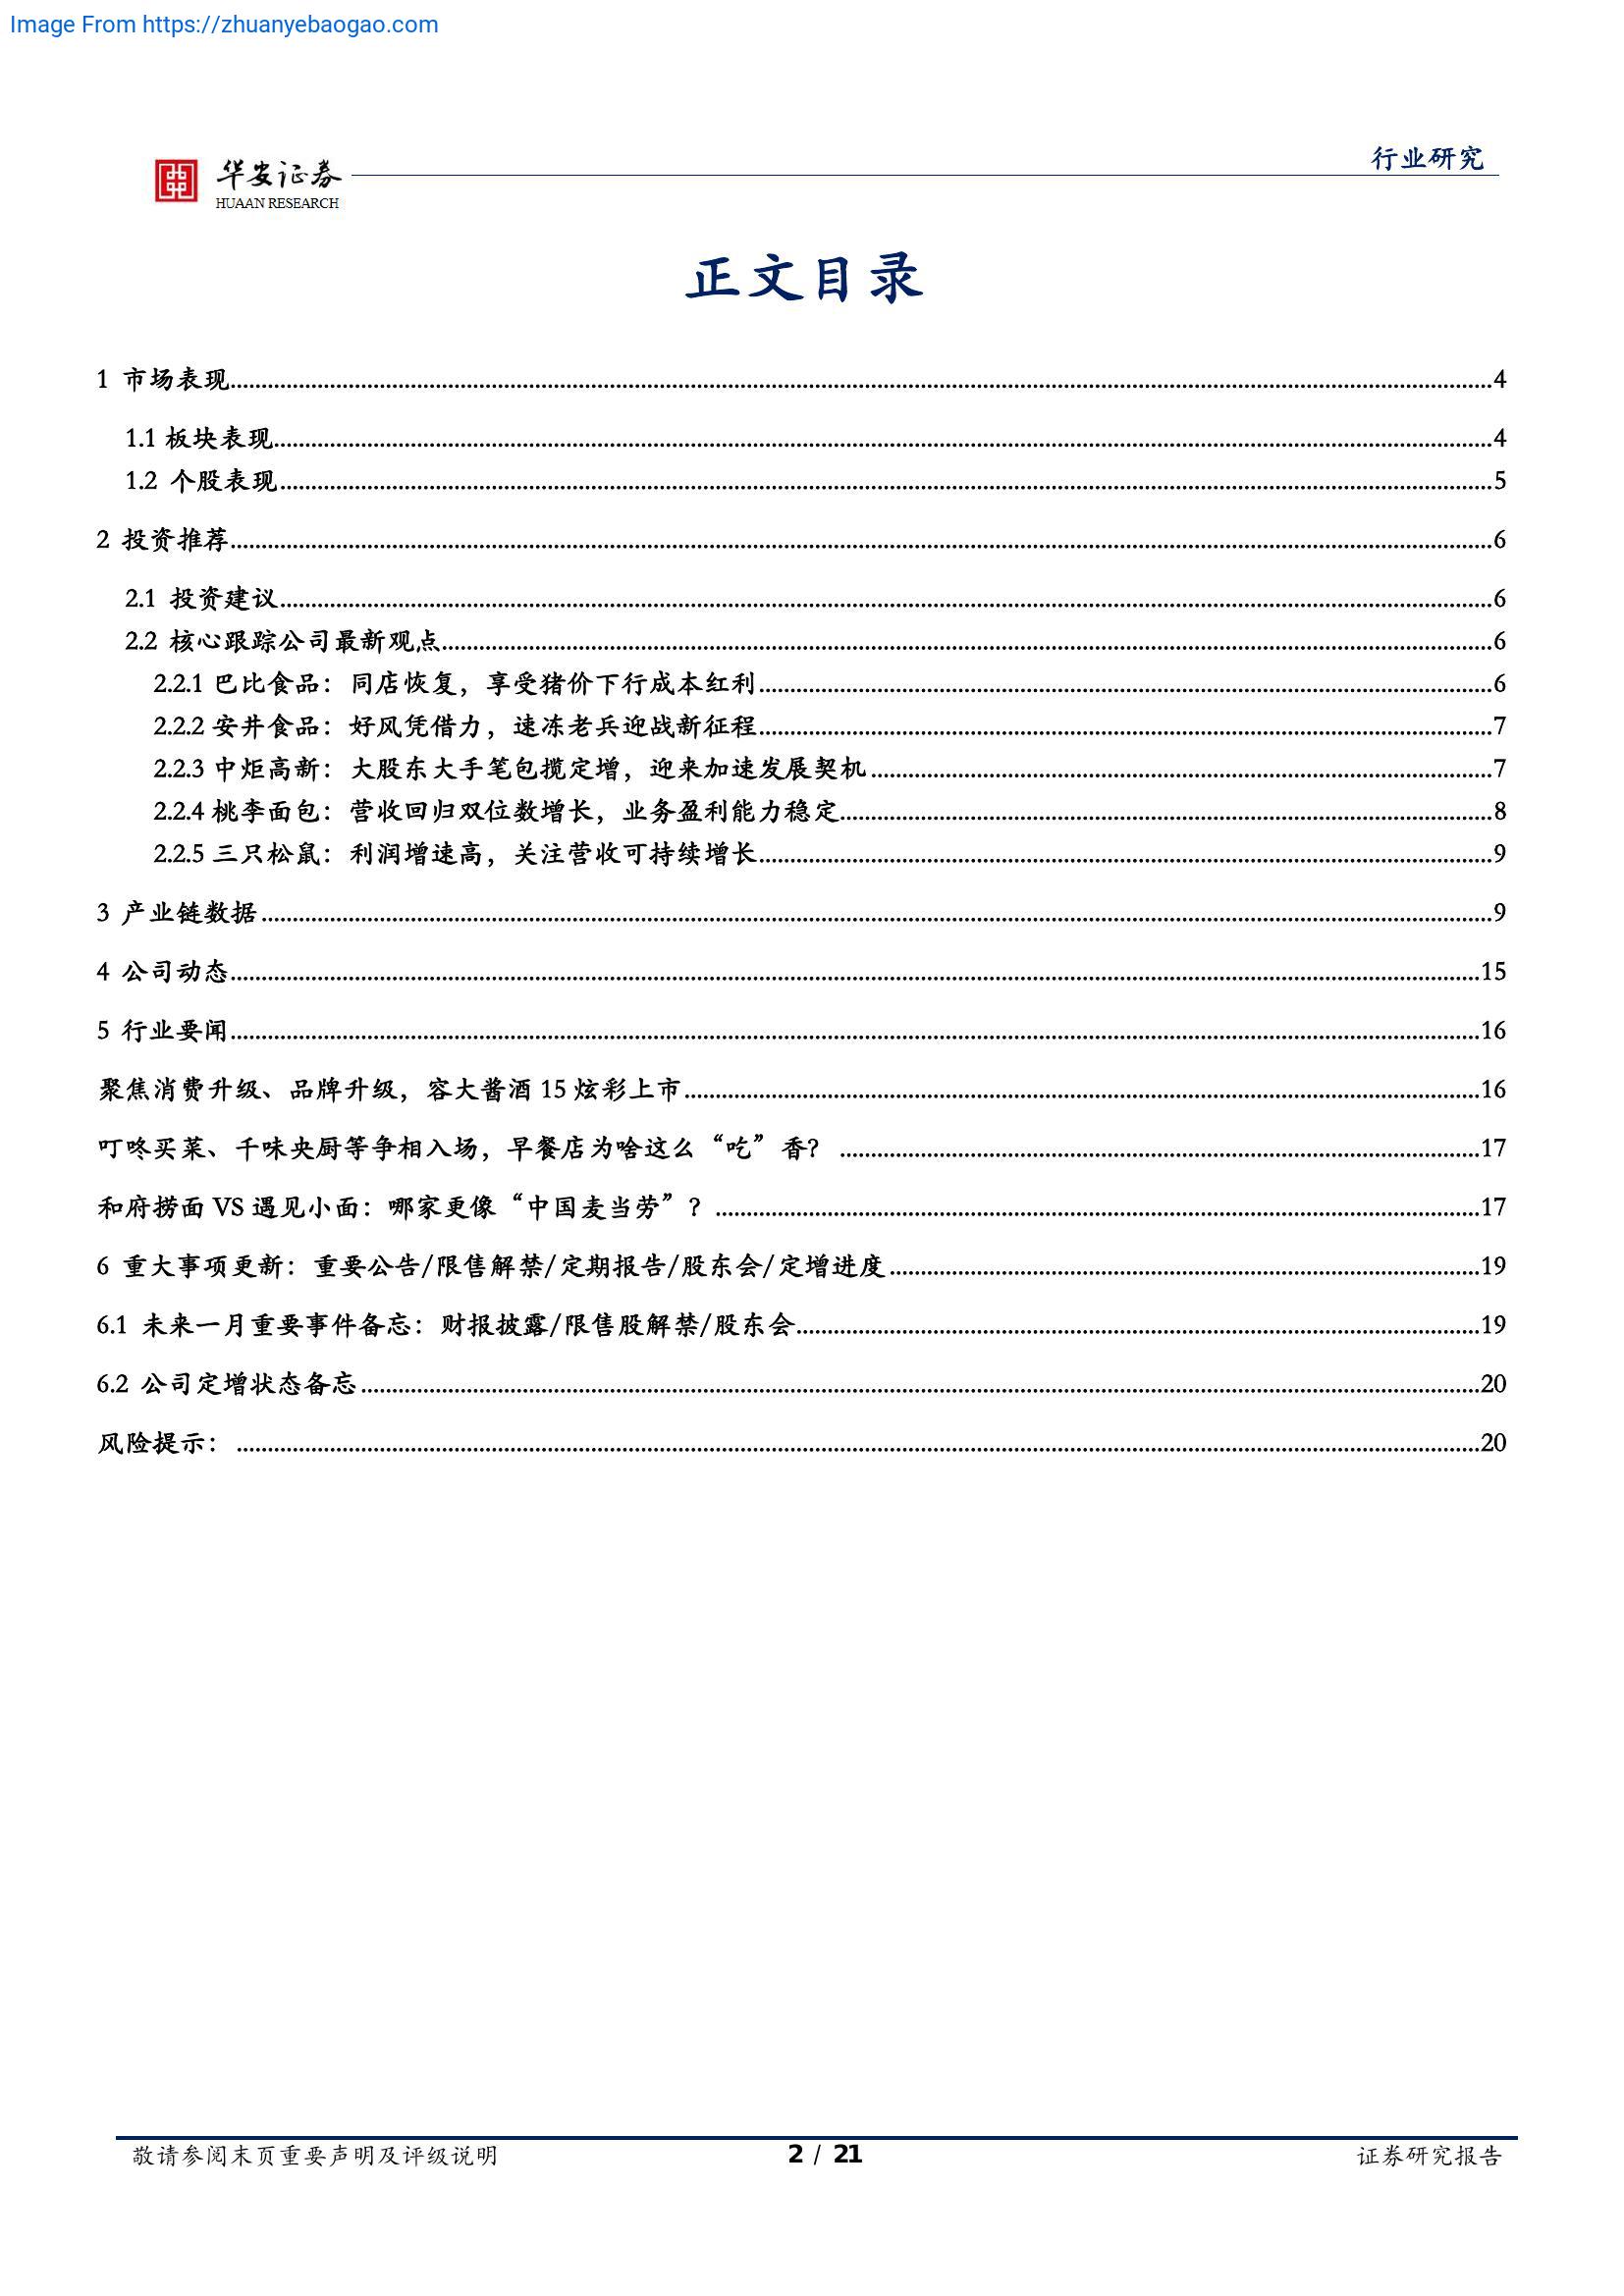 Image From https://zhuanyebaogao.com
华安证券
HUAAN RESEARCH
行业研究
正文目录
1 市场表现 4
1.1 板块表现 4
1.2 个股表现 5
2 投资推荐 6
2.1 投资建议 6
2.2 核心跟踪公司最新观点 6
2.2.1 巴比食品：同店恢复，享受猪价下行成本红利 6
2.2.2 安井食品：好风凭借力，速冻老兵迎战新征程 7
2.2.3 中炬高新：大股东大手笔包揽定增，迎来加速发展契机 7
2.2.4 桃李面包：营收回归双位数增长，业务盈利能力稳定 8
2.2.5 三只松鼠：利润增速高，关注营收可持续增长 9
3 产业链数据 9
4 公司动态 15
5 行业要闻 16
聚焦消费升级、品牌升级，容大酱酒 15 炫彩上市 16
叮咚买菜、千味央厨等争相入场，早餐店为啥这么“吃”香？ 17
和府捞面 VS 遇见小面：哪家更像“中国麦当劳”？ 17
6 重大事项更新：重要公告/限售解禁/定期报告/股东会/定增进度 19
6.1 未来一月重要事件备忘：财报披露/限售股解禁/股东会 19
6.2 公司定增状态备忘 20
风险提示： 20
敬请参阅末页重要声明及评级说明
2 / 21
证券研究报告